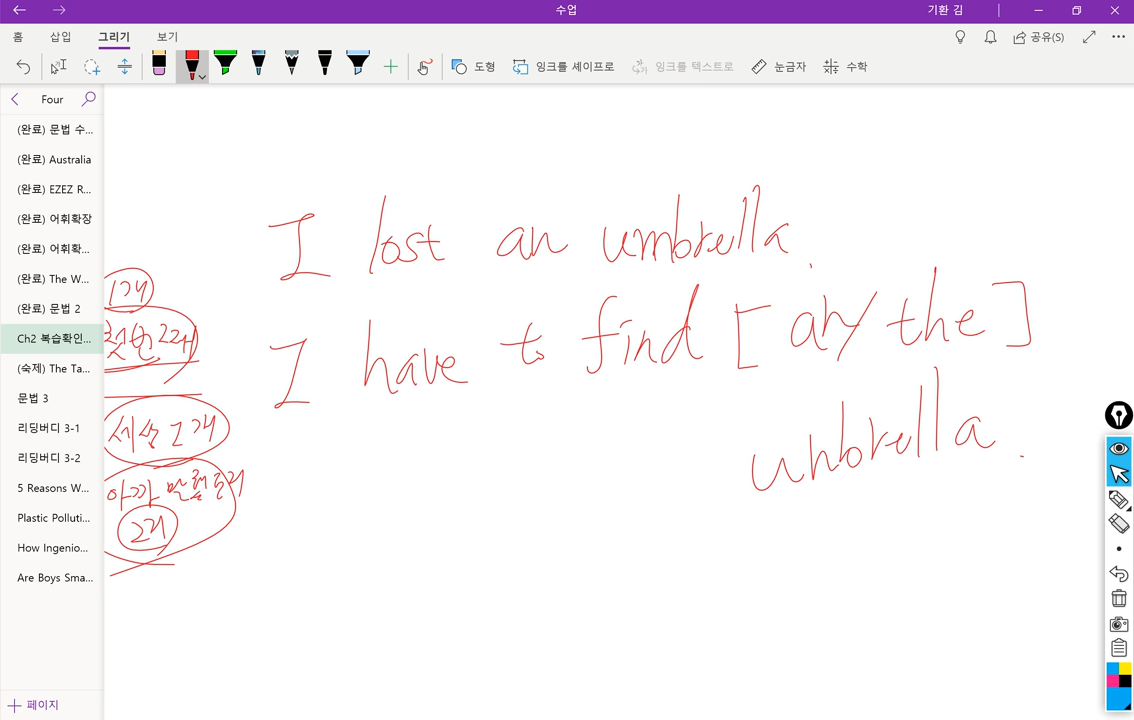 수업
기환 김
홈 삽입 그리기 보기
공유(S)
도형 잉크를 셰이프로 잉크를 텍스트로 눈금자 수학
Four
(완료) 문법 수...
(완료) Australia
(완료) EZEZ R...
(완료) 어휘확장
(완료) 어휘확...
(완료) The W...
(완료) 문법 2
Ch2 복습확인...
(숙제) The Ta...
문법 3
리딩버디 3-1
리딩버디 3-2
5 Reasons W...
Plastic Polluti...
How Ingenio...
Are Boys Sma...
페이지
1개
2개
세상 1개
아까
I lost an umbrella.
I have to find [an/the]
umbrella.